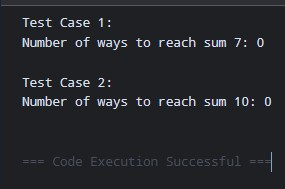 Test Case 1:
Number of ways to reach sum 7: 0
Test Case 2:
Number of ways to reach sum 10: 0
=== Code Execution Successful ===